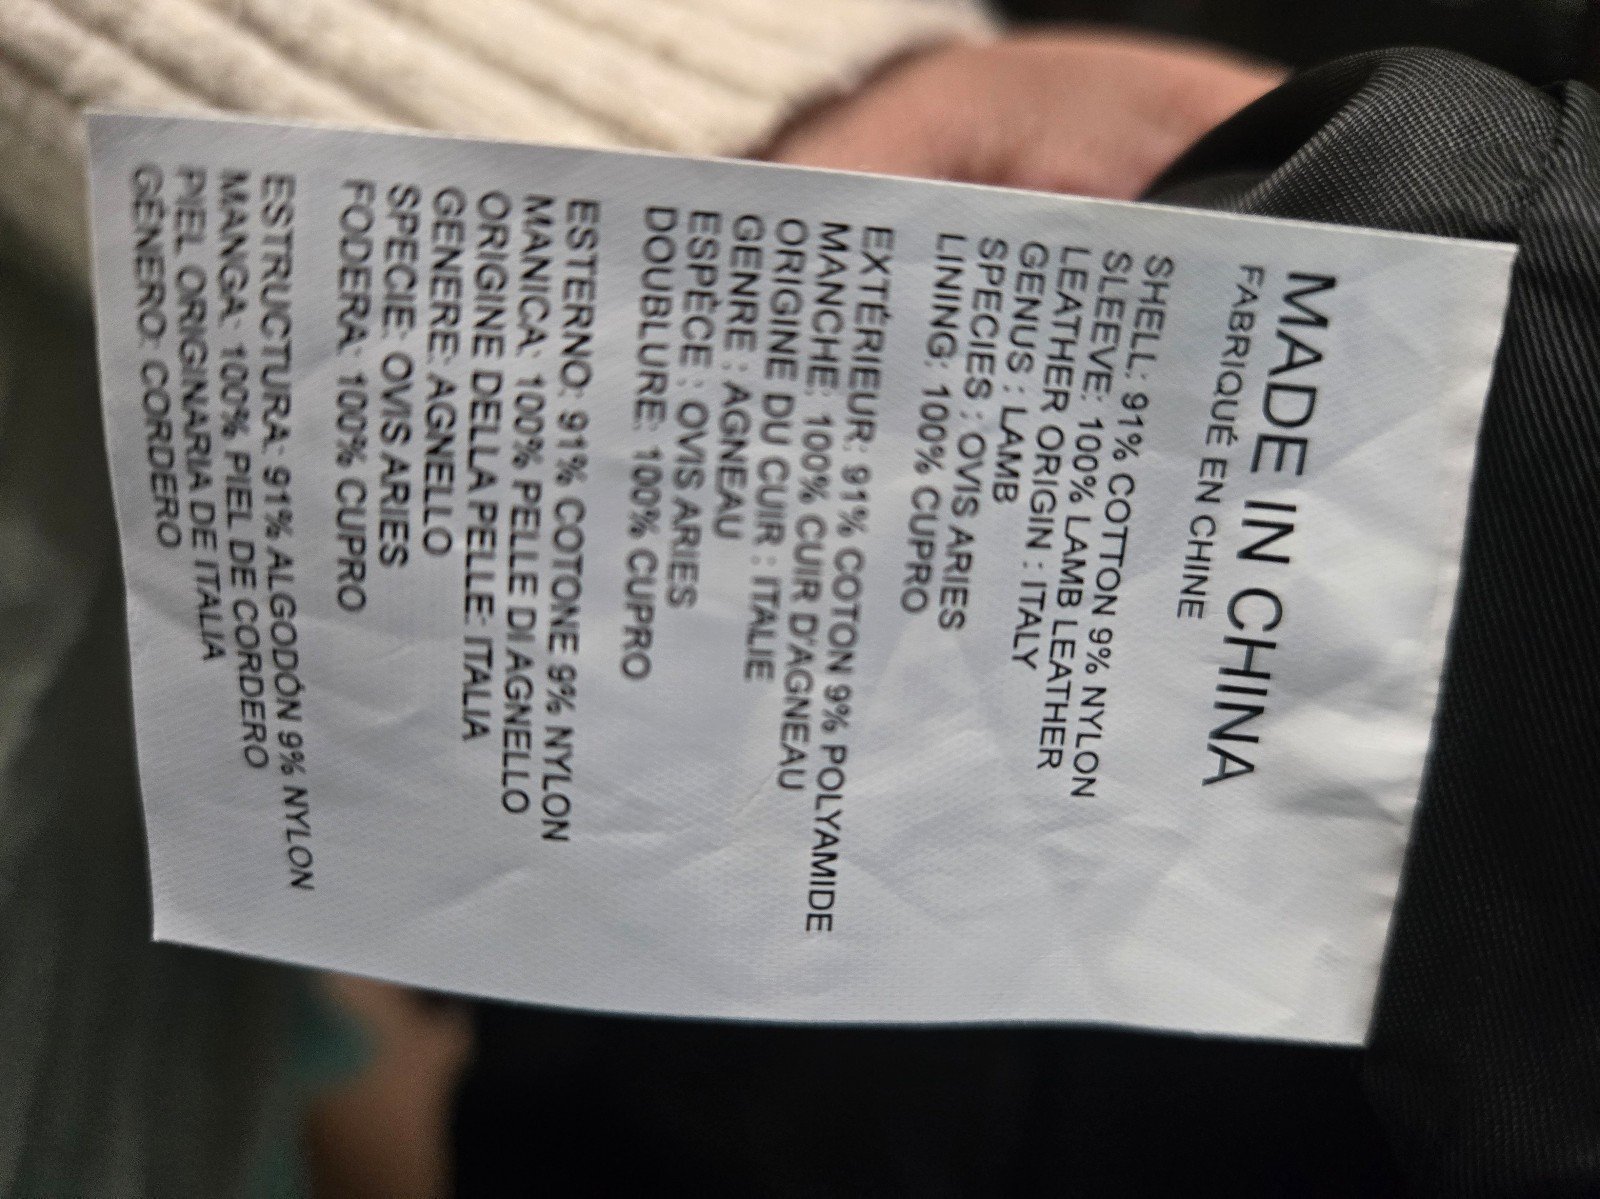 MADE IN CHINA
FABRIQUÉ EN CHINE
SHELL: 91% COTTON 9% NYLON
SLEEVE: 100% LAMB LEATHER
LEATHER ORIGIN : ITALY
GENUS : LAMB
SPECIES : OVIS ARIES
LINING: 100% CUPRO
EXTÉRIEUR: 91% COTON 9% POLYAMIDE
MANCHE: 100% CUIR D'AGNEAU
ORIGINE DU CUIR : ITALIE
GENRE : AGNEAU
ESPÈCE : OVIS ARIES
DOUBLURE: 100% CUPRO
ESTERNO: 91% COTONE 9% NYLON
MANICA: 100% PELLE DI AGNELLO
ORIGINE DELLA PELLE: ITALIA
GENERE: AGNELLO
SPECIE: OVIS ARIES
FODERA: 100% CUPRO
ESTRUCTURA: 91% ALGODÓN 9% NYLON
MANGA: 100% PIEL DE CORDERO
PIEL ORIGINARIA DE ITALIA
GÉNERO: CORDERO